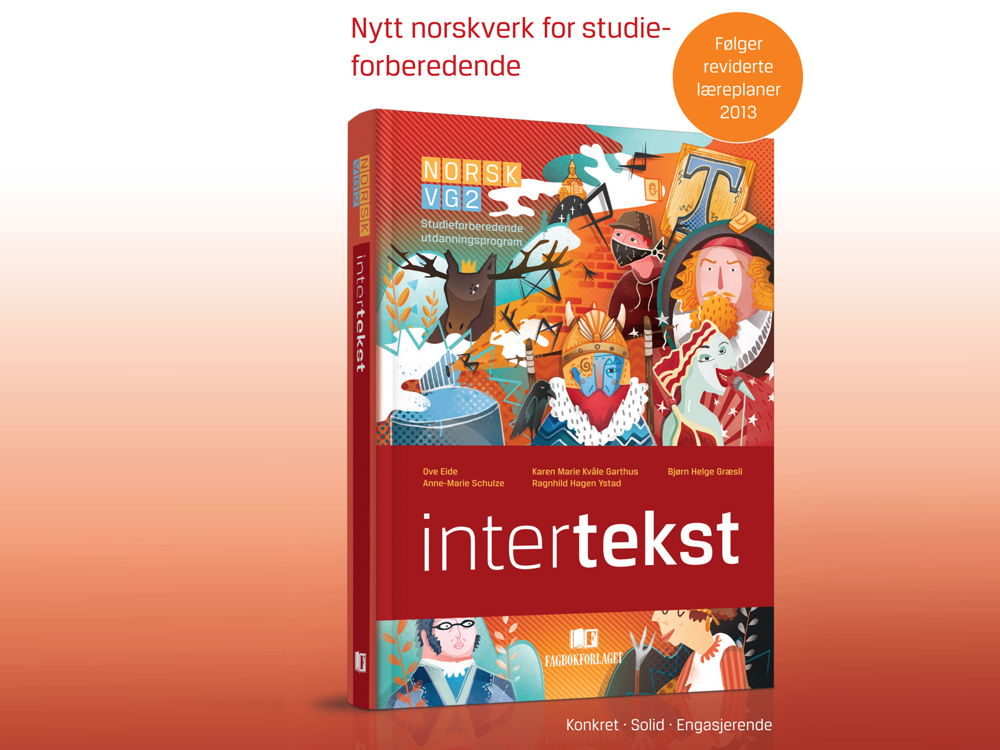 Nytt norskverk for studie-
forberedende
Følger
reviderte
læreplaner
2013
NORSK
VG2
Studieforberedende
utdanningsprogram
T
e
D
NORSK
VG2
intertekst
F
Ove Eide
Anne-Marie Schulze
Karen Marie Kvåle Garthus
Ragnhild Hagen Ystad
Bjørn Helge Græsli
intertekst
F
FAGBOKFORLAGET
Konkret · Solid · Engasjerende